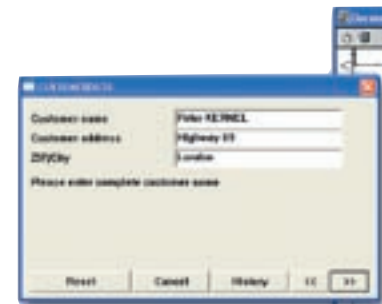 Customer name Peter KERNEL
Customer address Highway 69
ZIP/City London
Please enter complete customer name
Reset Cancel History << >>